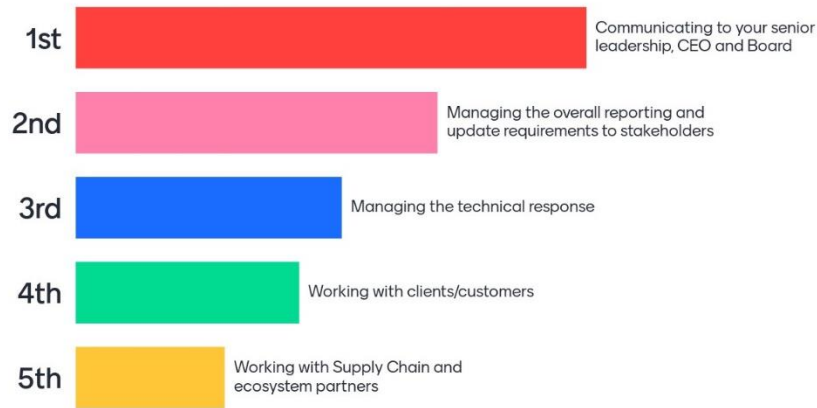 1st
Communicating to your senior
leadership, CEO and Board
2nd
Managing the overall reporting and
update requirements to stakeholders
3rd
Managing the technical response
4th
Working with clients/customers
5th
Working with Supply Chain and
ecosystem partners